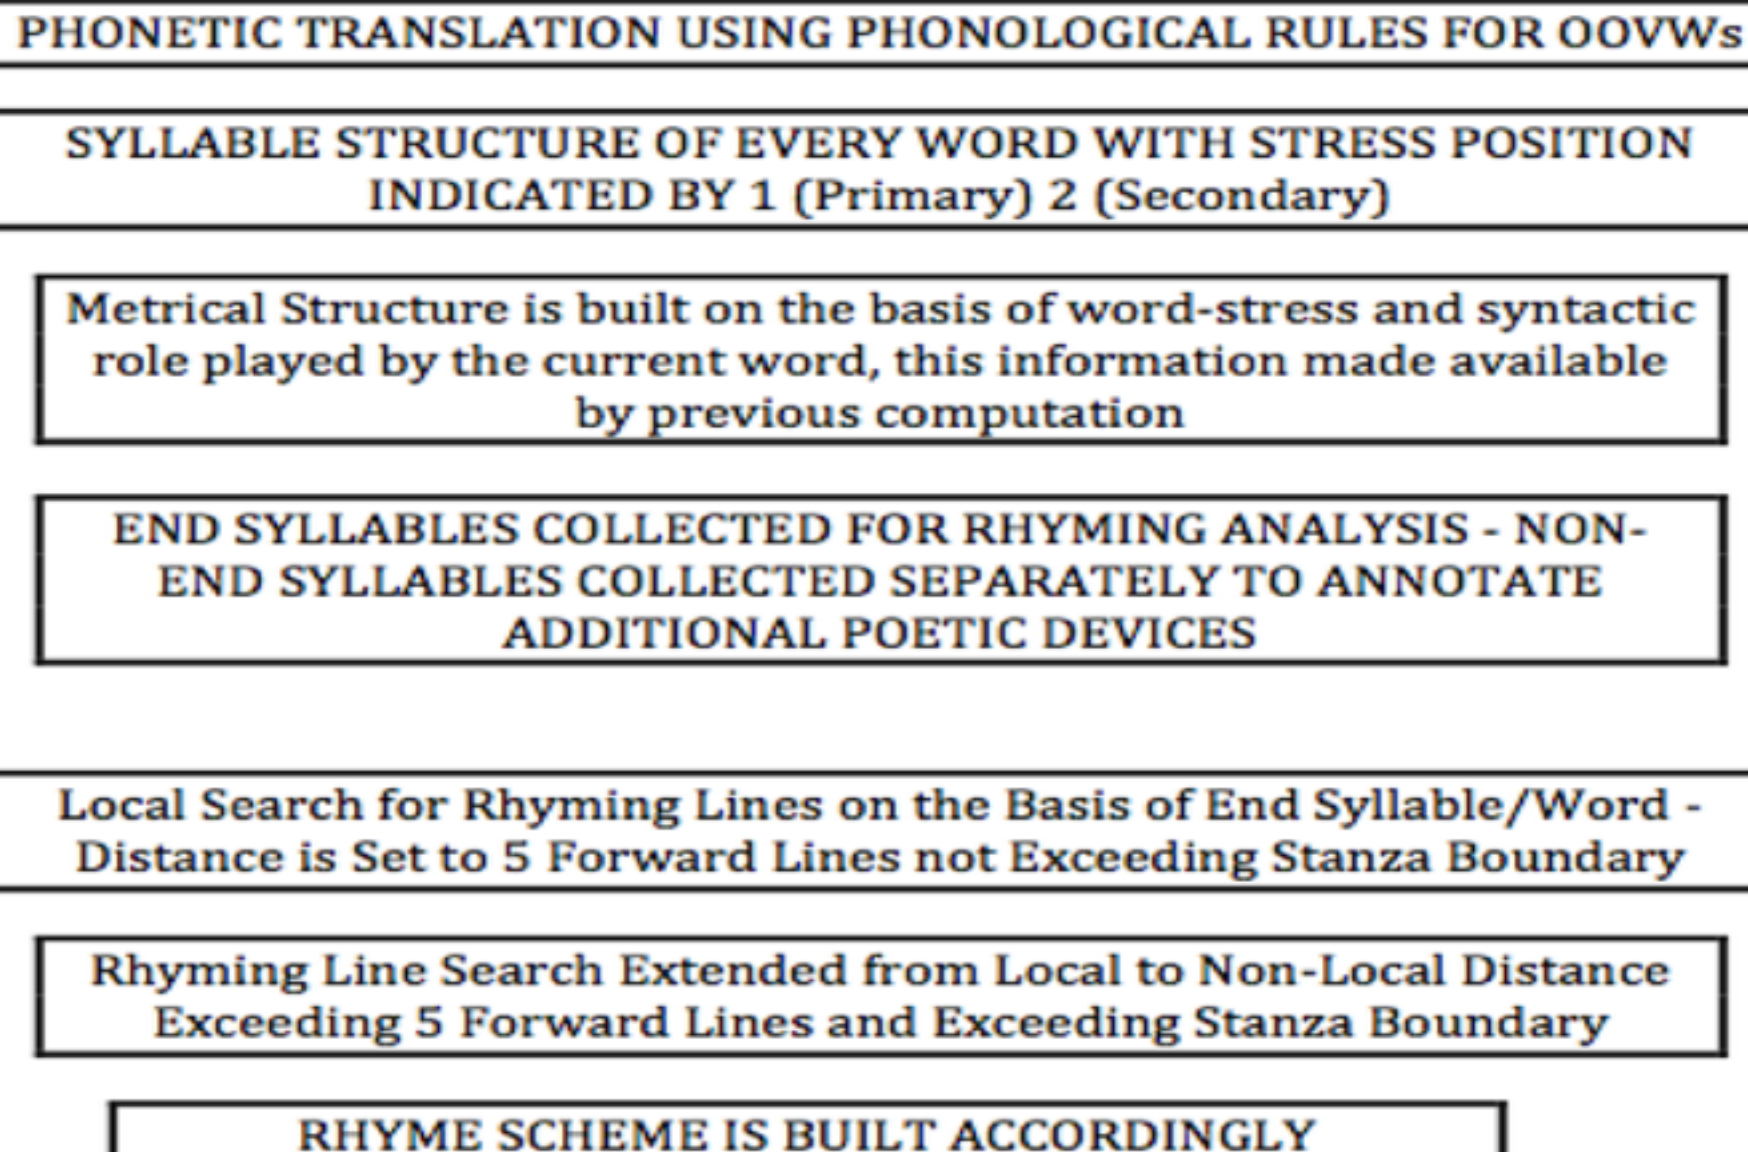 PHONETIC TRANSLATION USING PHONOLOGICAL RULES FOR OOVWs
SYLLABLE STRUCTURE OF EVERY WORD WITH STRESS POSITION
INDICATED BY 1 (Primary) 2 (Secondary)
Metrical Structure is built on the basis of word-stress and syntactic
role played by the current word, this information made available
by previous computation
END SYLLABLES COLLECTED FOR RHYMING ANALYSIS - NON-
END SYLLABLES COLLECTED SEPARATELY TO ANNOTATE
ADDITIONAL POETIC DEVICES
Local Search for Rhyming Lines on the Basis of End Syllable/Word -
Distance is Set to 5 Forward Lines not Exceeding Stanza Boundary
Rhyming Line Search Extended from Local to Non-Local Distance
Exceeding 5 Forward Lines and Exceeding Stanza Boundary
RHYME SCHEME IS BUILT ACCORDINGLY